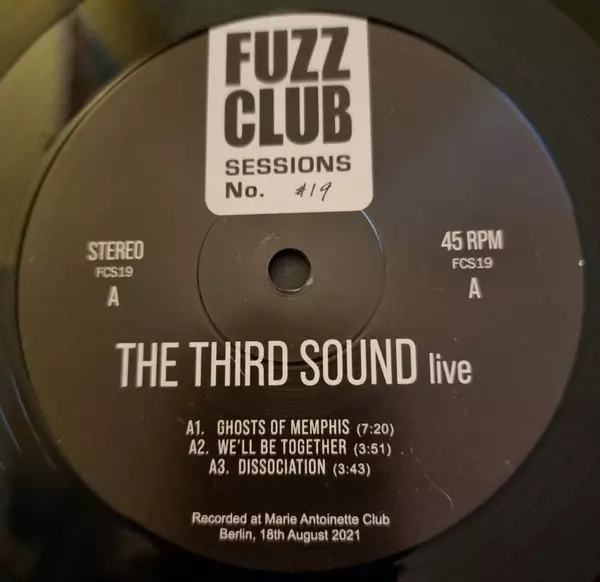 FUZZ
CLUB
SESSIONS
No. #19
STEREO
FCS19
A
45 RPM
FCS19
A
THE THIRD SOUND live
A1. GHOSTS OF MEMPHIS (7:20)
A2. WE'LL BE TOGETHER (3:51)
A3. DISSOCIATION (3:43)
Recorded at Marie Antoinette Club
Berlin, 18th August 2021